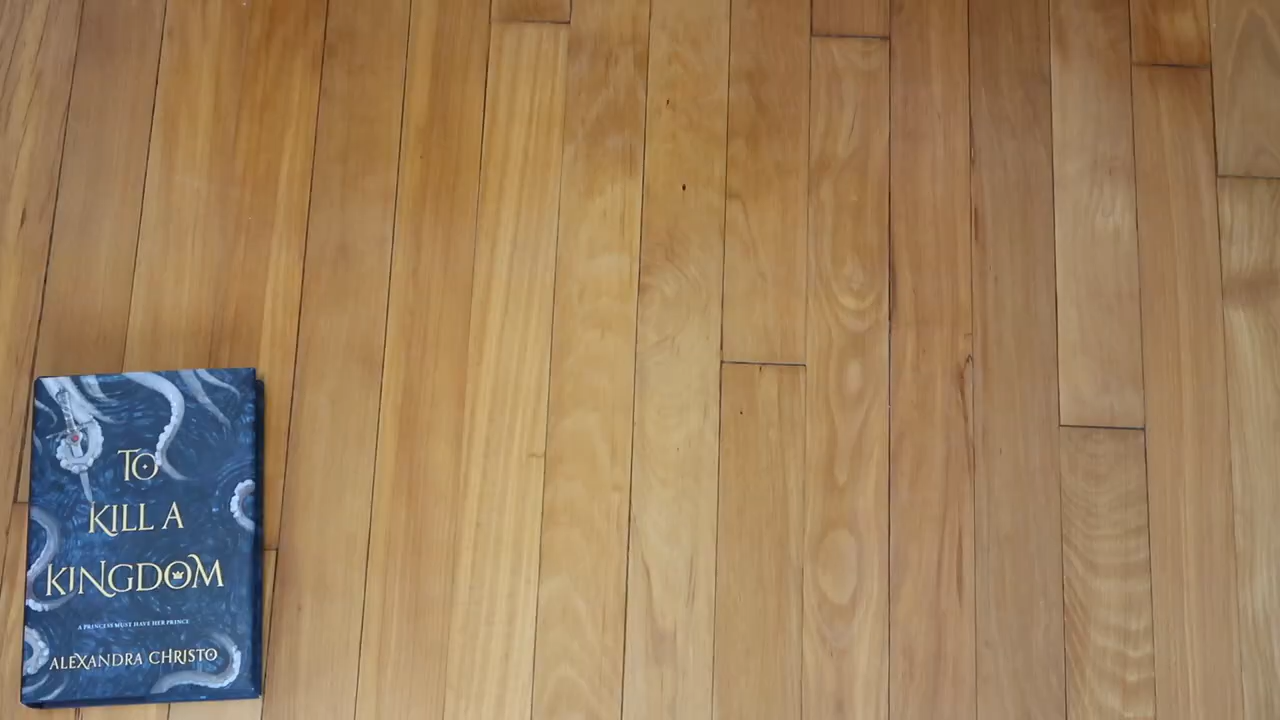 TO
KILL A
KINGDOM
A PRINCESS MUST HAVE HER PRINCE
ALEXANDRA CHRISTO